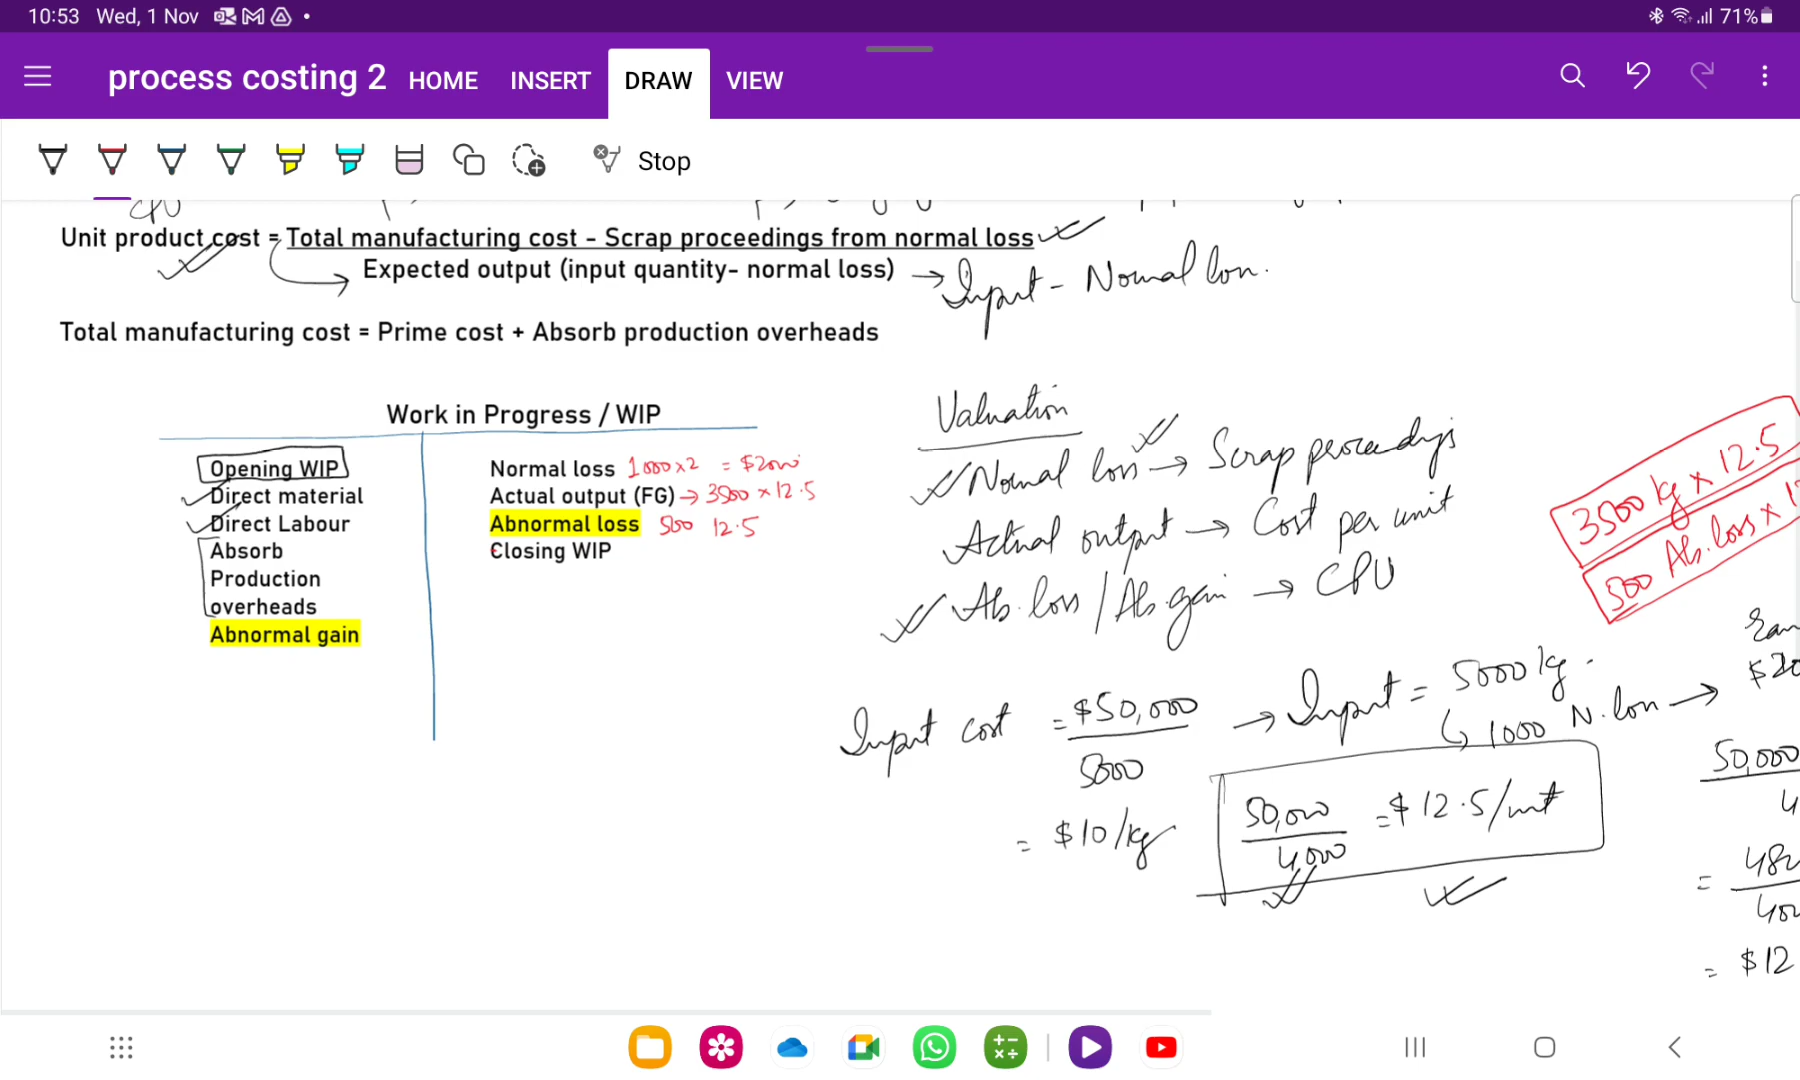 10:53 Wed, 1 Nov
71%
process costing 2 HOME INSERT DRAW VIEW
Stop
CPU
Unit product cost = Total manufacturing cost - Scrap proceedings from normal loss
Expected output (input quantity- normal loss) → Input - Normal loss.
Total manufacturing cost = Prime cost + Absorb production overheads
Work in Progress / WIP
Opening WIP
Direct material
Direct Labour
Absorb
Production
overheads
Abnormal gain
Normal loss 1000 x 2 = $2000
Actual output (FG) → 3500 x 12.5
Abnormal loss 500 12.5
Closing WIP
Valuation
Normal loss → Scrap proceedings
Actual output → Cost per unit
Ab. loss / Ab. gain → CPU
3500 kg x 12.5
500 Ab. loss x 1
Input cost = $50,000 → Input = 5000 kg.
5000
1000 N. loss →
= $10/kg
50,000 = $ 12.5/unit
4,000
$20
50,000
4
= 48
40
= $12